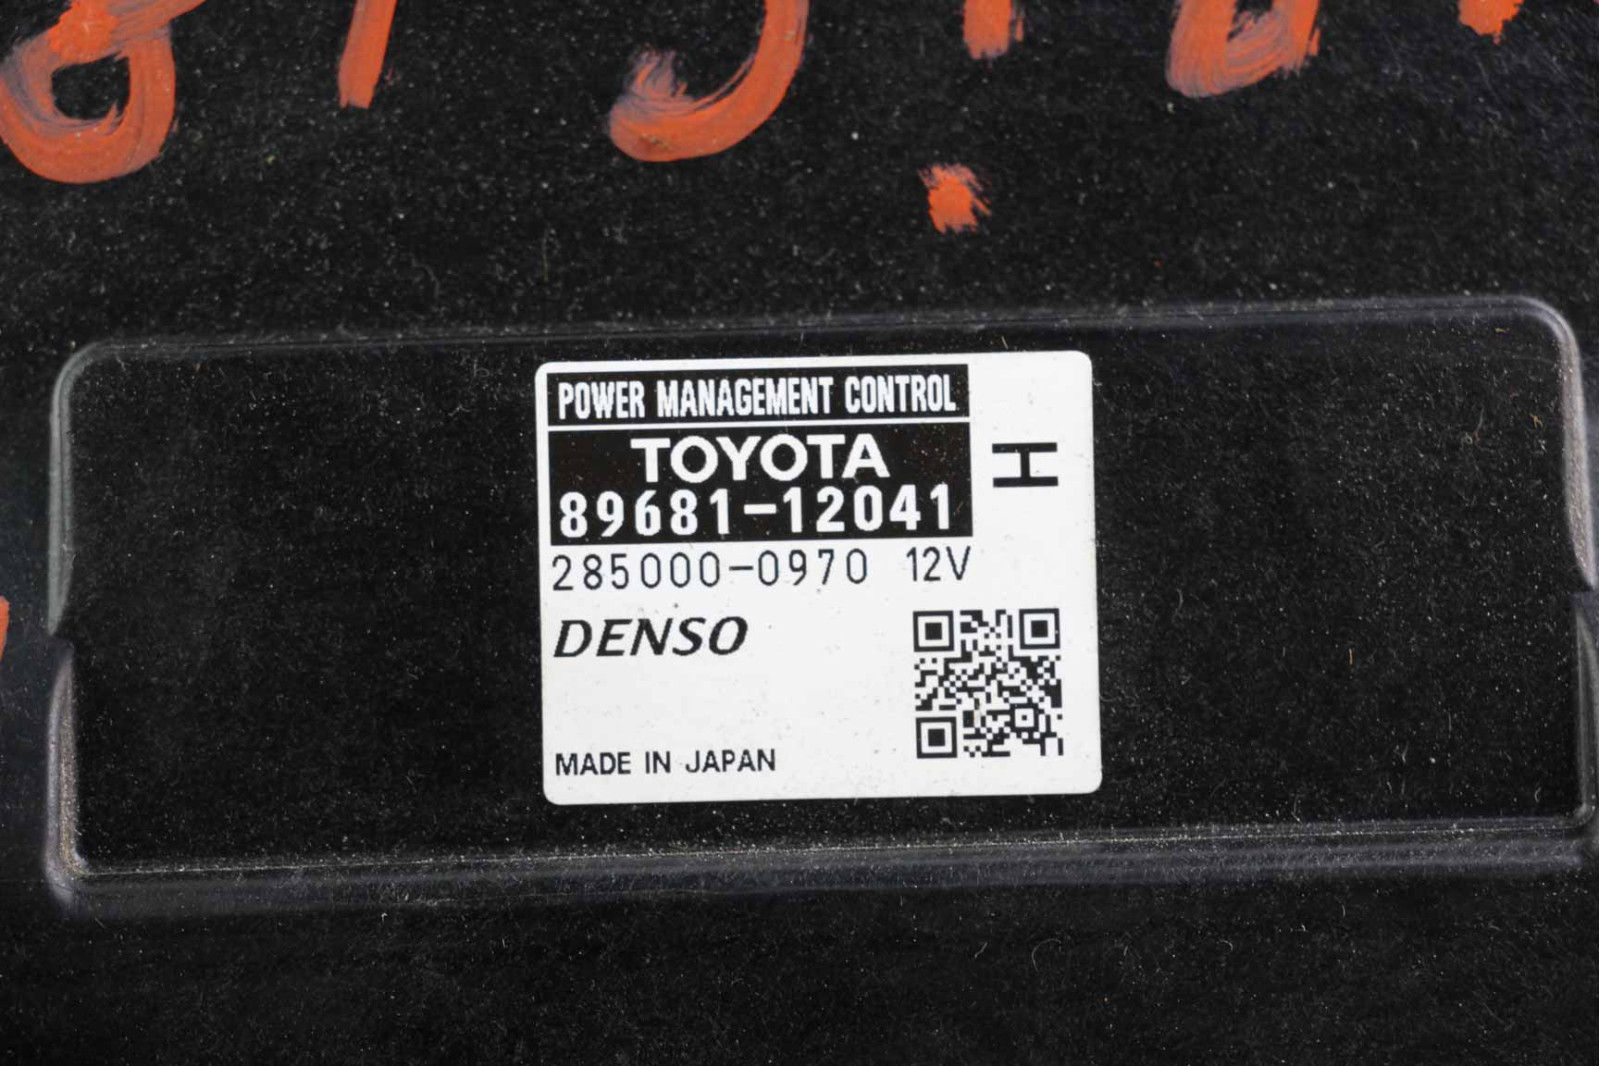 POWER MANAGEMENT CONTROL
TOYOTA
89681-12041
H
285000-0970 12V
DENSO
MADE IN JAPAN